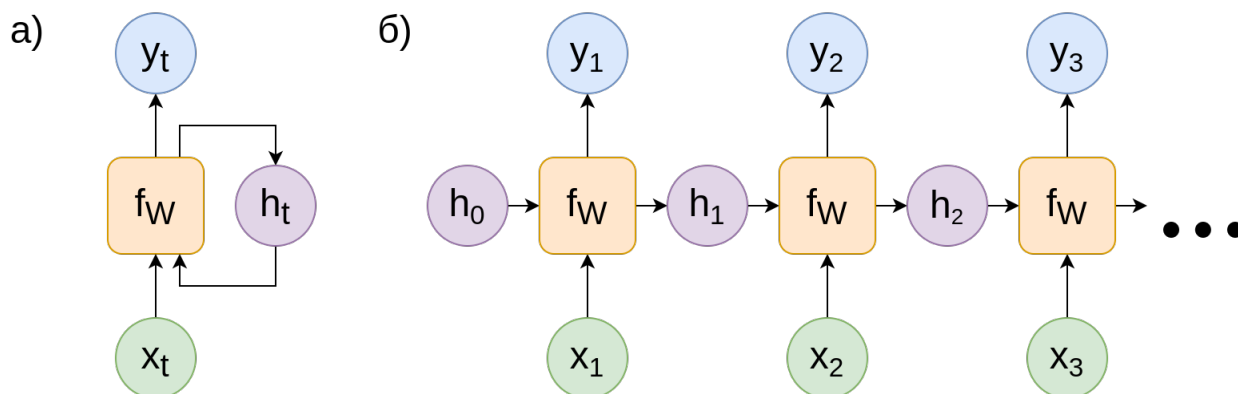 а) б)
yt y1 y2 y3
fW ht h0 fW h1 fW h2 fW
xt x1 x2 x3